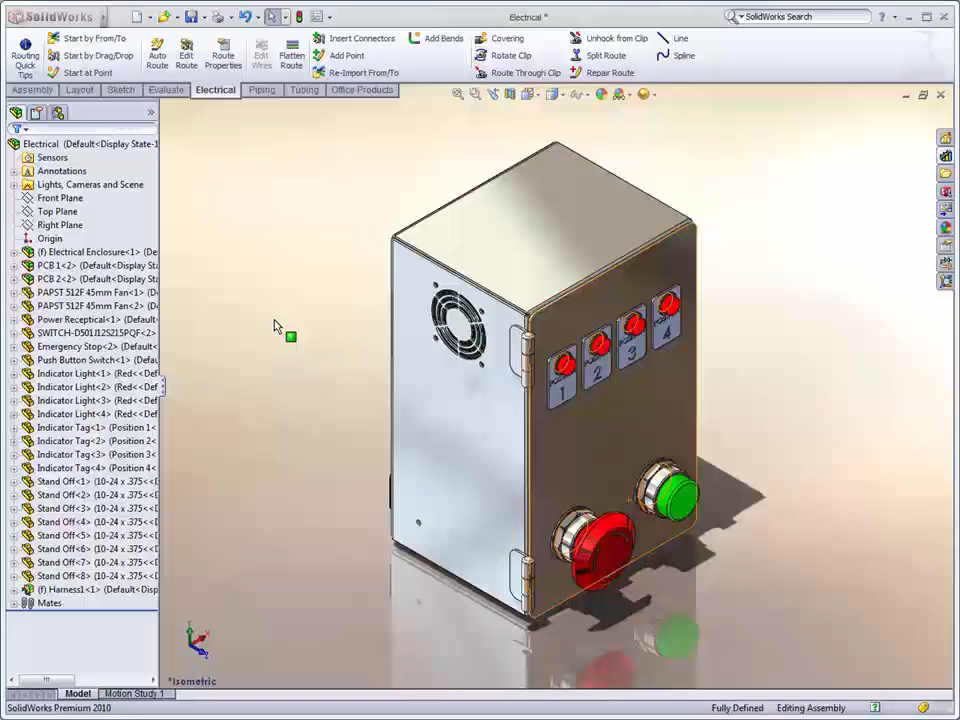 SolidWorks
Electrical *
SolidWorks Search
Start by From/To
Start by Drag/Drop
Start at Point
Routing Quick Tips
Auto Route
Edit Route
Route Properties
Edit Wires
Flatten Route
Insert Connectors
Add Point
Re-Import From/To
Add Bends
Covering
Rotate Clip
Route Through Clip
Unhook from Clip
Split Route
Repair Route
Line
Spline
Assembly Layout Sketch Evaluate Electrical Piping Tubing Office Products
Electrical (Default<Display State-1
Sensors
Annotations
Lights, Cameras and Scene
Front Plane
Top Plane
Right Plane
Origin
(f) Electrical Enclosure<1> (De
PCB 1<2> (Default<Display Sta
PCB 2<2> (Default<Display Sta
PAPST 512F 45mm Fan<1> (D
PAPST 512F 45mm Fan<2> (D
Power Receptical<1> (Default<
SWITCH-D501J12S215PQF<2>
Emergency Stop<2> (Default<
Push Button Switch<1> (Defau
Indicator Light<1> (Red<<Def
Indicator Light<2> (Red<<Def
Indicator Light<3> (Red<<Def
Indicator Light<4> (Red<<Def
Indicator Tag<1> (Position 1<
Indicator Tag<2> (Position 2<
Indicator Tag<3> (Position 3<
Indicator Tag<4> (Position 4<
Stand Off<1> (10-24 x .375<<D
Stand Off<2> (10-24 x .375<<D
Stand Off<3> (10-24 x .375<<D
Stand Off<4> (10-24 x .375<<D
Stand Off<5> (10-24 x .375<<D
Stand Off<6> (10-24 x .375<<D
Stand Off<7> (10-24 x .375<<D
Stand Off<8> (10-24 x .375<<D
(f) Harness1<1> (Default<Disp
Mates
1
2
3
4
*Isometric
Model Motion Study 1
SolidWorks Premium 2010
Fully Defined
Editing Assembly